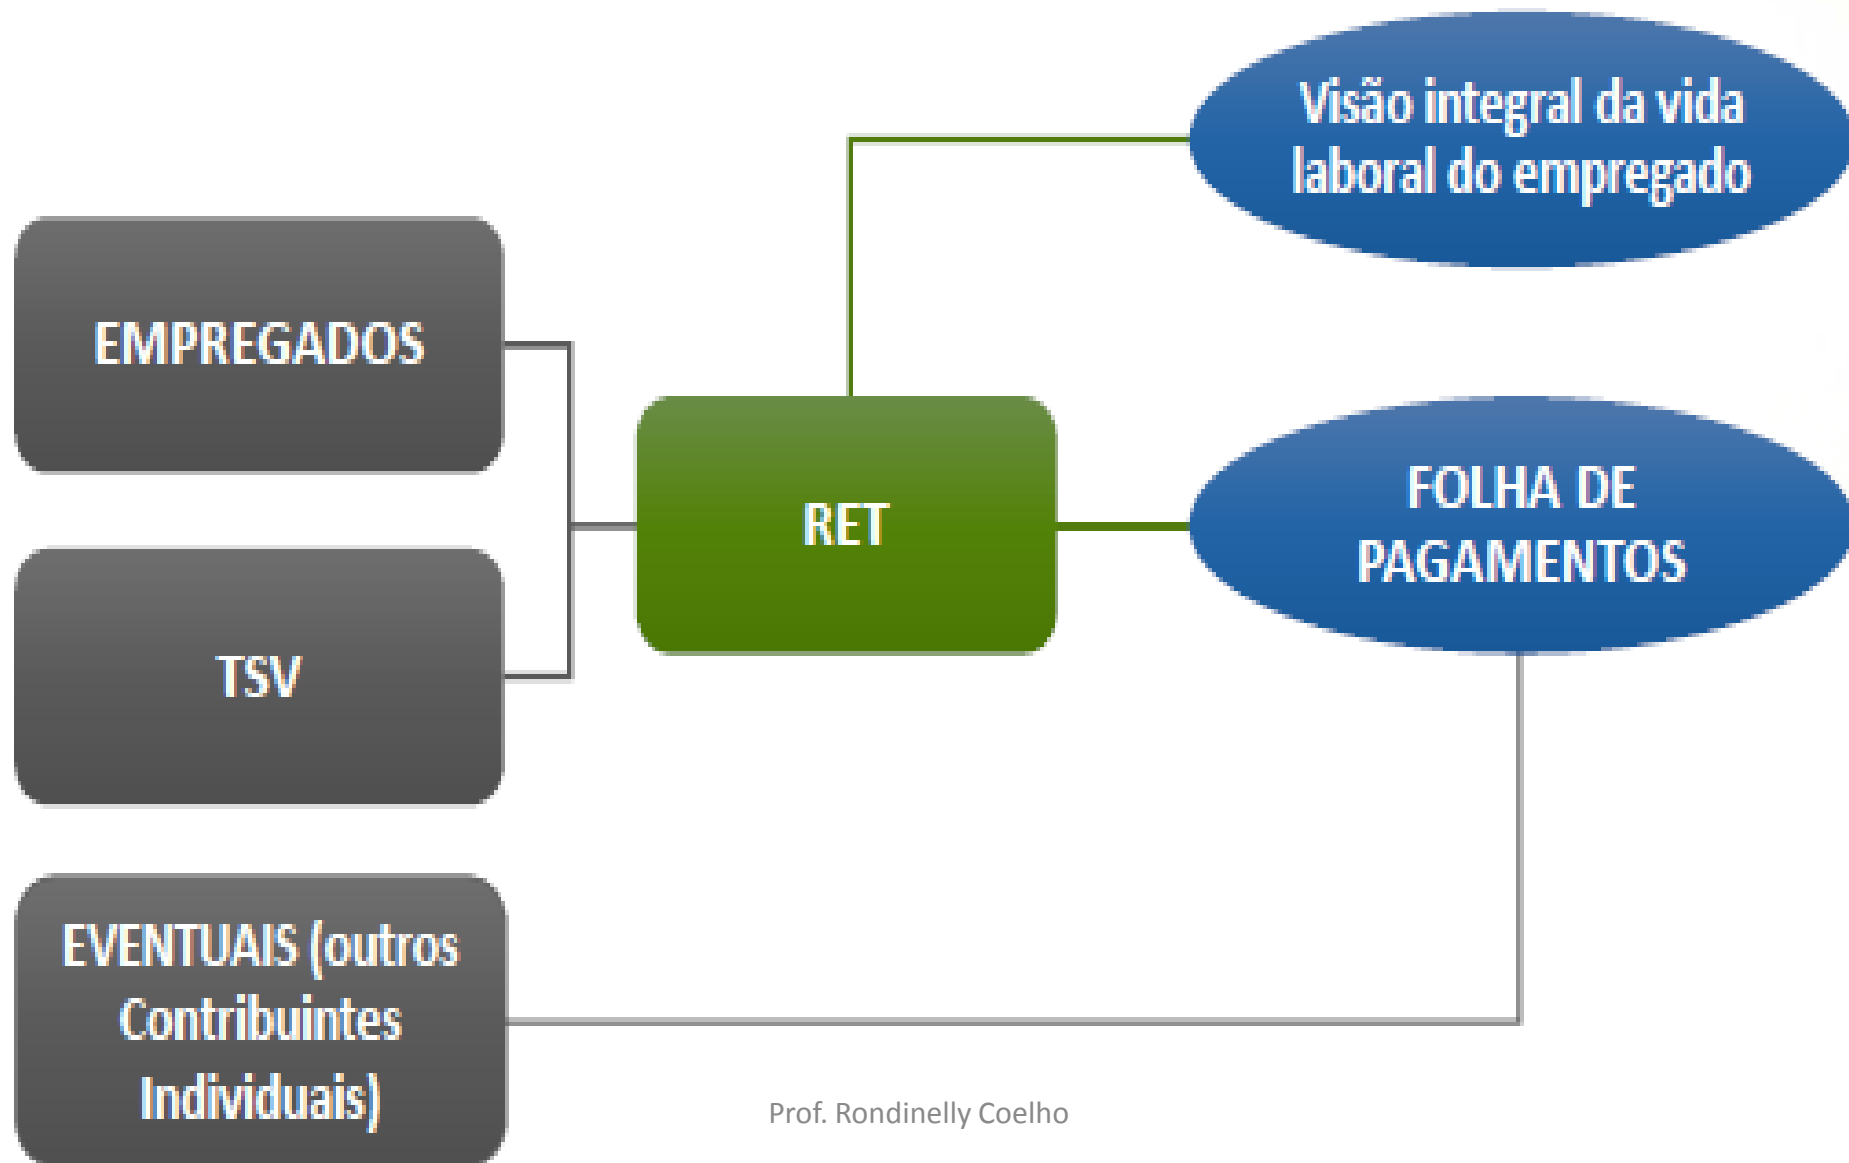 Visão integral da vida
laboral do empregado
EMPREGADOS
RET
FOLHA DE
PAGAMENTOS
TSV
EVENTUAIS (outros
Contribuintes
Individuais)
Prof. Rondinelly Coelho